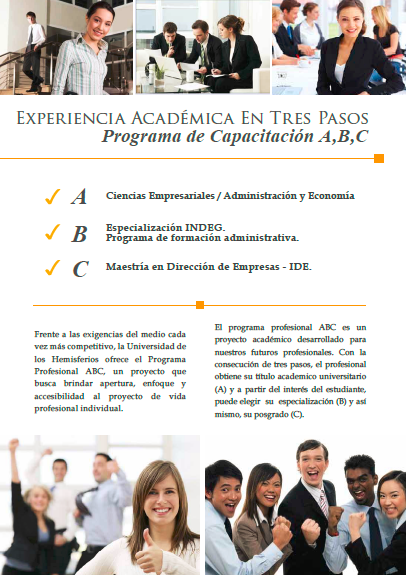 Experiencia Académica En Tres Pasos
Programa de Capacitación A,B,C
A Ciencias Empresariales / Administración y Economía
B Especialización INDEG.
Programa de formación administrativa.
C Maestría en Dirección de Empresas - IDE.
Frente a las exigencias del medio cada
vez más competitivo, la Universidad de
los Hemisferios ofrece el Programa
Profesional ABC, un proyecto que
busca brindar apertura, enfoque y
accesibilidad al proyecto de vida
profesional individual.
El programa profesional ABC es un
proyecto académico desarrollado para
nuestros futuros profesionales. Con la
consecución de tres pasos, el profesional
obtiene su título academico universitario
(A) y a partir del interés del estudiante,
puede elegir su especialización (B) y así
mismo, su posgrado (C).